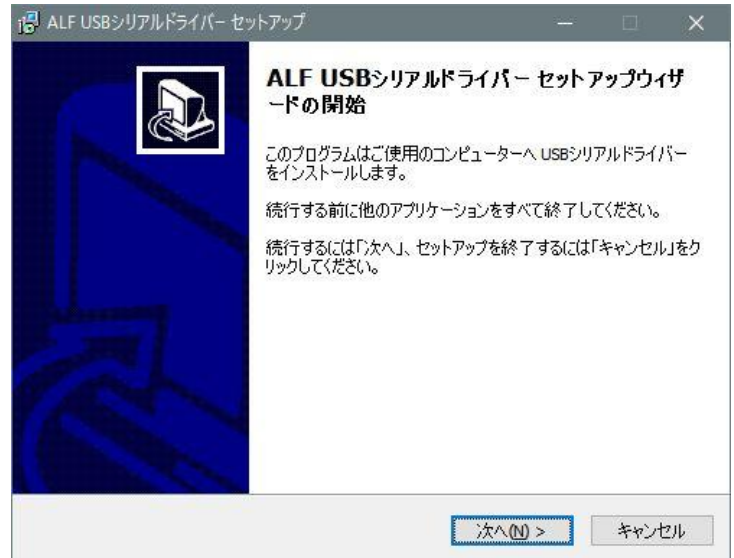 ALF USBシリアルドライバー セットアップ
ALF USBシリアルドライバー セットアップウィザ
ードの開始
このプログラムはご使用のコンピューターへ USBシリアルドライバー
をインストールします。
続行する前に他のアプリケーションをすべて終了してください。
続行するには「次へ」、セットアップを終了するには「キャンセル」をク
リックしてください。
次へ(N) >
キャンセル